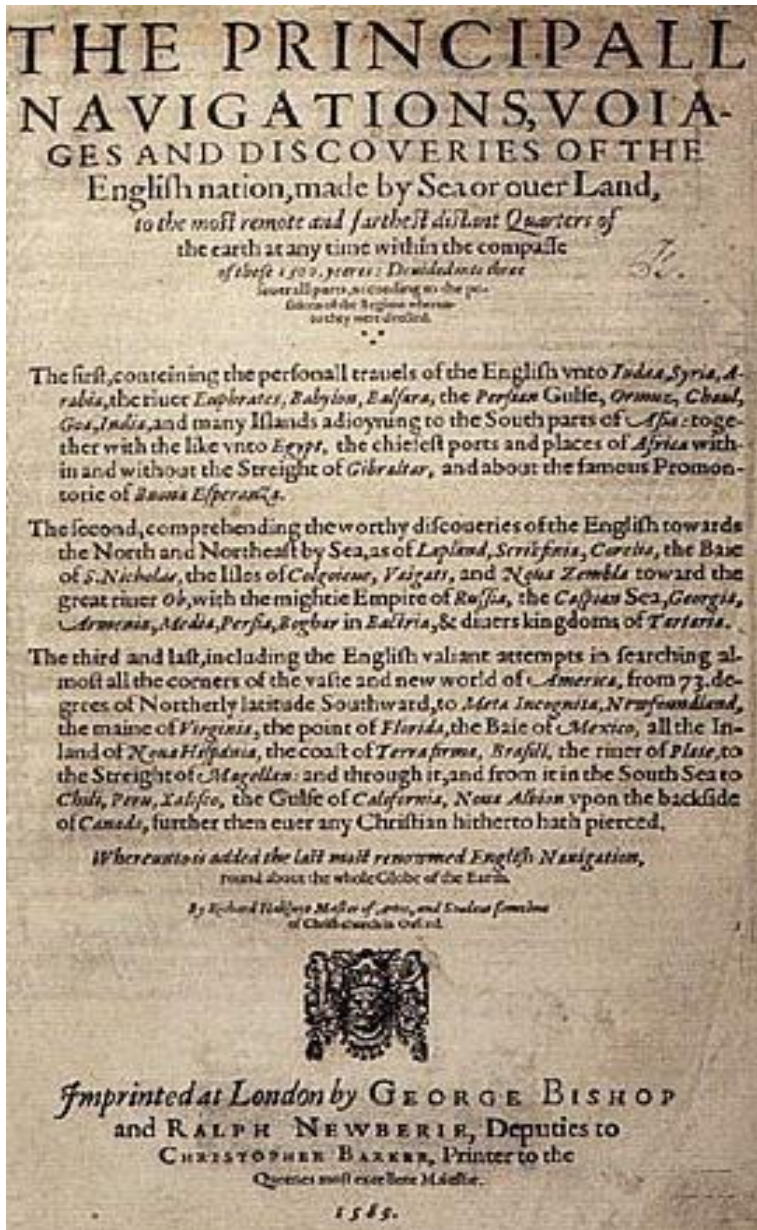 THE PRINCIPALL
NAVIGATIONS, VOIA-
GES AND DISCOVERIES OF THE
Engliſh nation, made by Sea or ouer Land,
to the moſt remote and fartheſt diſtant Quarters of
the earth at any time within the compaſſe
of theſe 1500. yeeres: Deuided into three
ſeuerall parts, according to the po-
ſitions of the Regions wherun-
to they were directed.
The firſt, conteining the perſonall trauels of the Engliſh vnto Iudæa, Syria, A-
rabia, the riuer Euphrates, Babylon, Balſara, the Perſian Gulfe, Ormuz, Chaul,
Goa, India, and many Iſlands adioyning to the South parts of Aſia: toge-
ther with the like vnto Egypt, the chiefeſt ports and places of Africa with-
in and without the Streight of Gibraltar, and about the famous Promon-
torie of Buona Eſperanza.
The ſecond, comprehending the worthy diſcoueries of the Engliſh towards
the North and Northeaſt by Sea, as of Lapland, Scrikfinia, Corelia, the Baie
of S. Nicholas, the Iſles of Colgoieue, Vaigats, and Noua Zembla toward the
great riuer Ob, with the mightie Empire of Ruſſia, the Caſpian Sea, Georgia,
Armenia, Media, Perſia, Boghar in Bactria, & diuers kingdoms of Tartaria.
The third and laſt, including the Engliſh valiant attempts in ſearching al-
moſt all the corners of the vaſte and new world of America, from 73. de-
grees of Northerly latitude Southward, to Meta Incognita, Newfoundland,
the maine of Virginia, the point of Florida, the Baie of Mexico, all the In-
land of Noua Hiſpania, the coaſt of Terra firma, Braſill, the riuer of Plate, to
the Streight of Magellan: and through it, and from it in the South Sea to
Chili, Peru, Xaliſco, the Gulfe of California, Noua Albion vpon the backſide
of Canada, further then euer any Chriſtian hitherto hath pierced.
Whereunto is added the laſt moſt renowmed Engliſh Nauigation,
round about the whole Globe of the Earth.
By Richard Hakluyt Maſter of Artes, and Student ſometime
of Chriſt-church in Oxford.
Imprinted at London by GEORGE BISHOP
and RALPH NEWBERIE, Deputies to
CHRISTOPHER BARKER, Printer to the
Queenes moſt excellent Maieſtie.
1589.